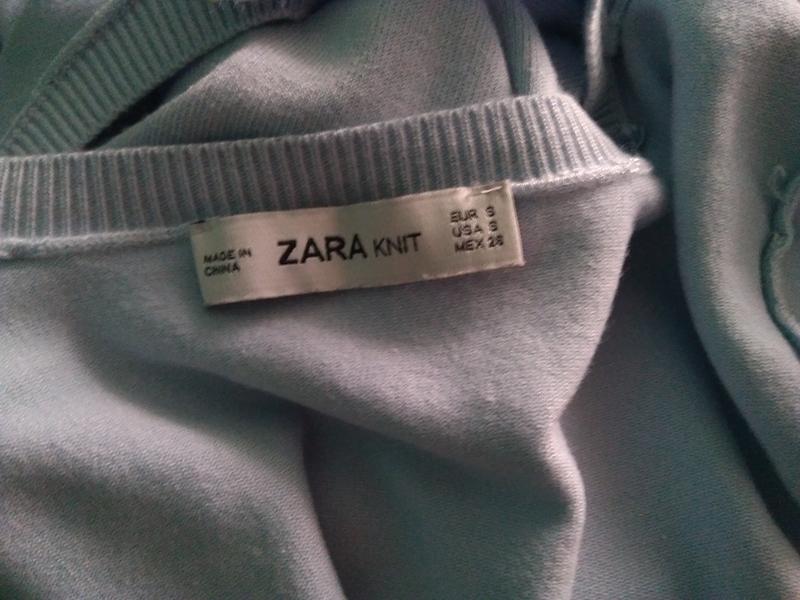 MADE IN
CHINA
ZARA KNIT
EUR S
USA S
MEX 26